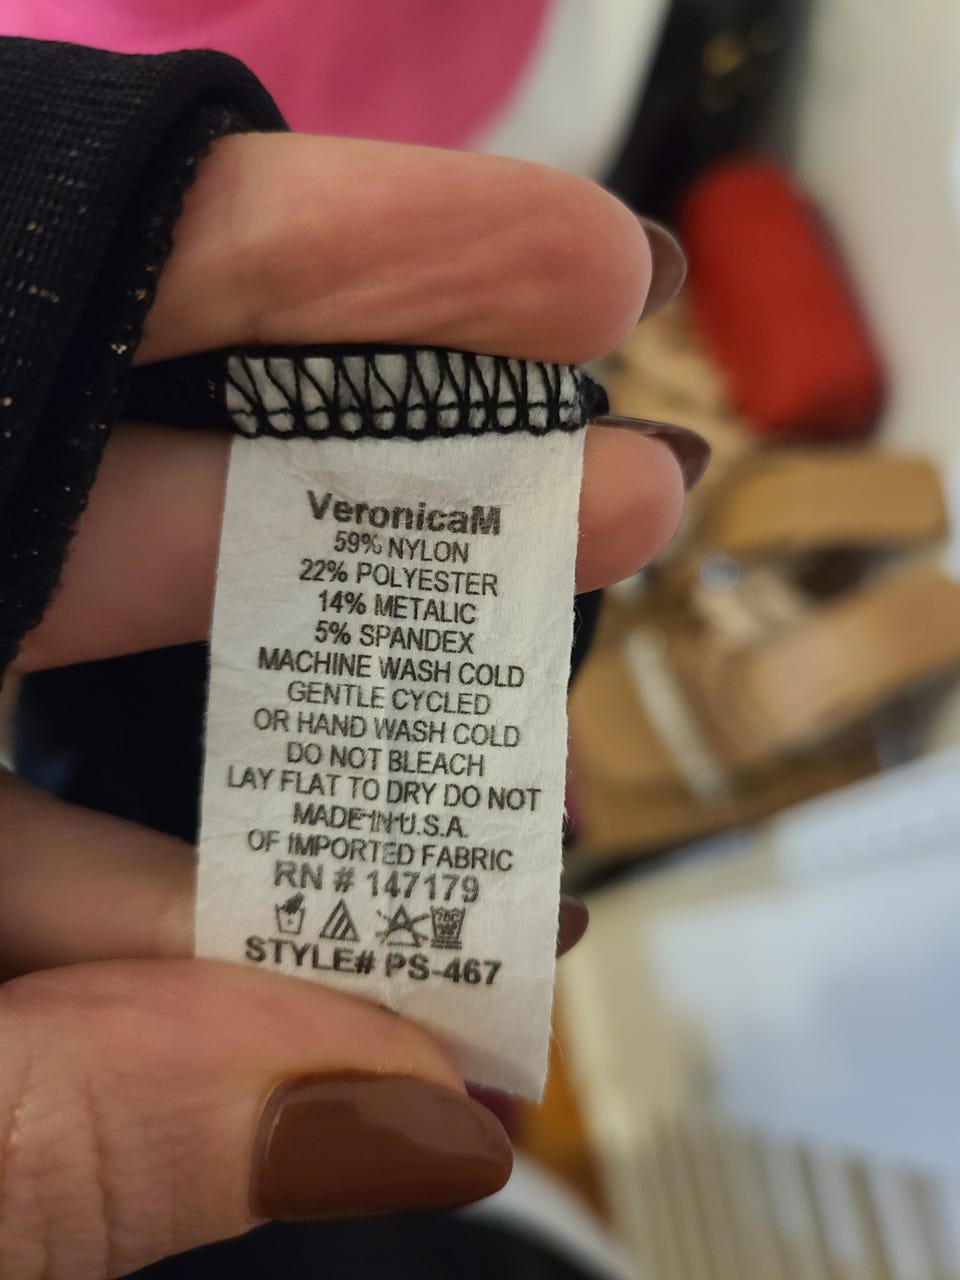 VeronicaM
59% NYLON
22% POLYESTER
14% METALIC
5% SPANDEX
MACHINE WASH COLD
GENTLE CYCLED
OR HAND WASH COLD
DO NOT BLEACH
LAY FLAT TO DRY DO NOT
MADE IN U.S.A.
OF IMPORTED FABRIC
RN # 147179
STYLE# PS-467